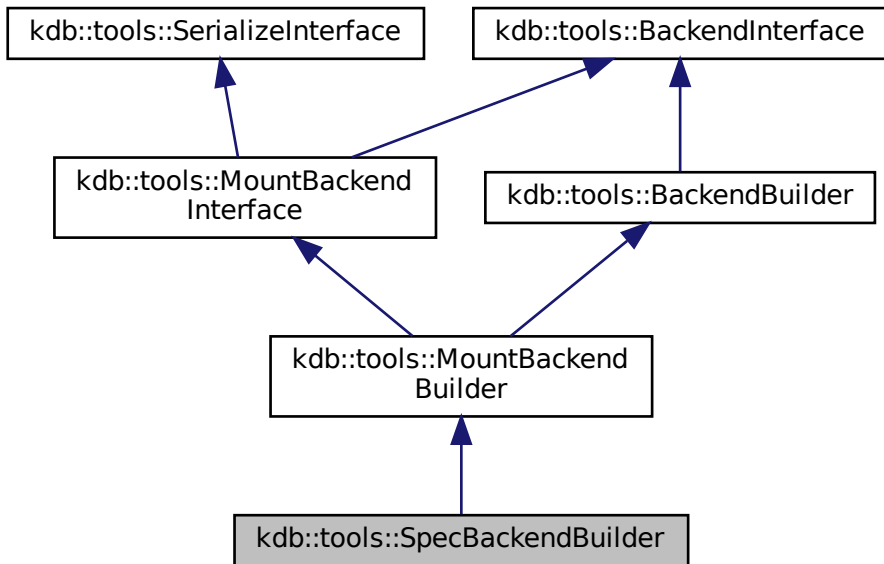 kdb::tools::SerializeInterface
kdb::tools::BackendInterface
kdb::tools::MountBackend
Interface
kdb::tools::BackendBuilder
kdb::tools::MountBackend
Builder
kdb::tools::SpecBackendBuilder